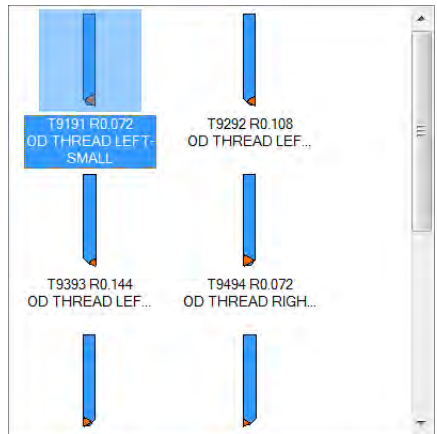 T9191 R0.072
OD THREAD LEFT-
SMALL
T9292 R0.108
OD THREAD LEF...
T9393 R0.144
OD THREAD LEF...
T9494 R0.072
OD THREAD RIGH...